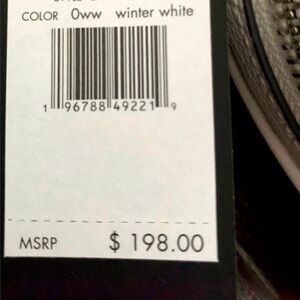 COLOR 0ww winter white
1 96788 49221 9
MSRP $ 198.00